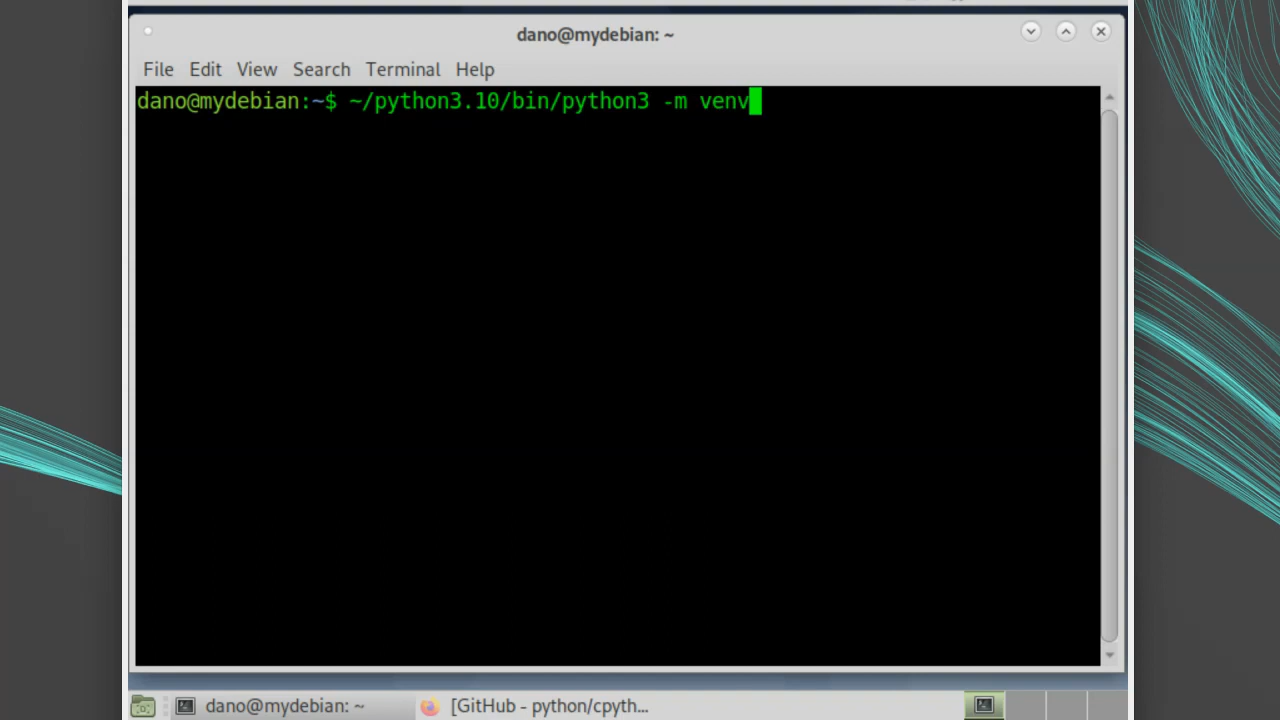 dano@mydebian: ~
File Edit View Search Terminal Help
dano@mydebian:~$ ~/python3.10/bin/python3 -m venv
dano@mydebian: ~ [GitHub - python/cpyth...